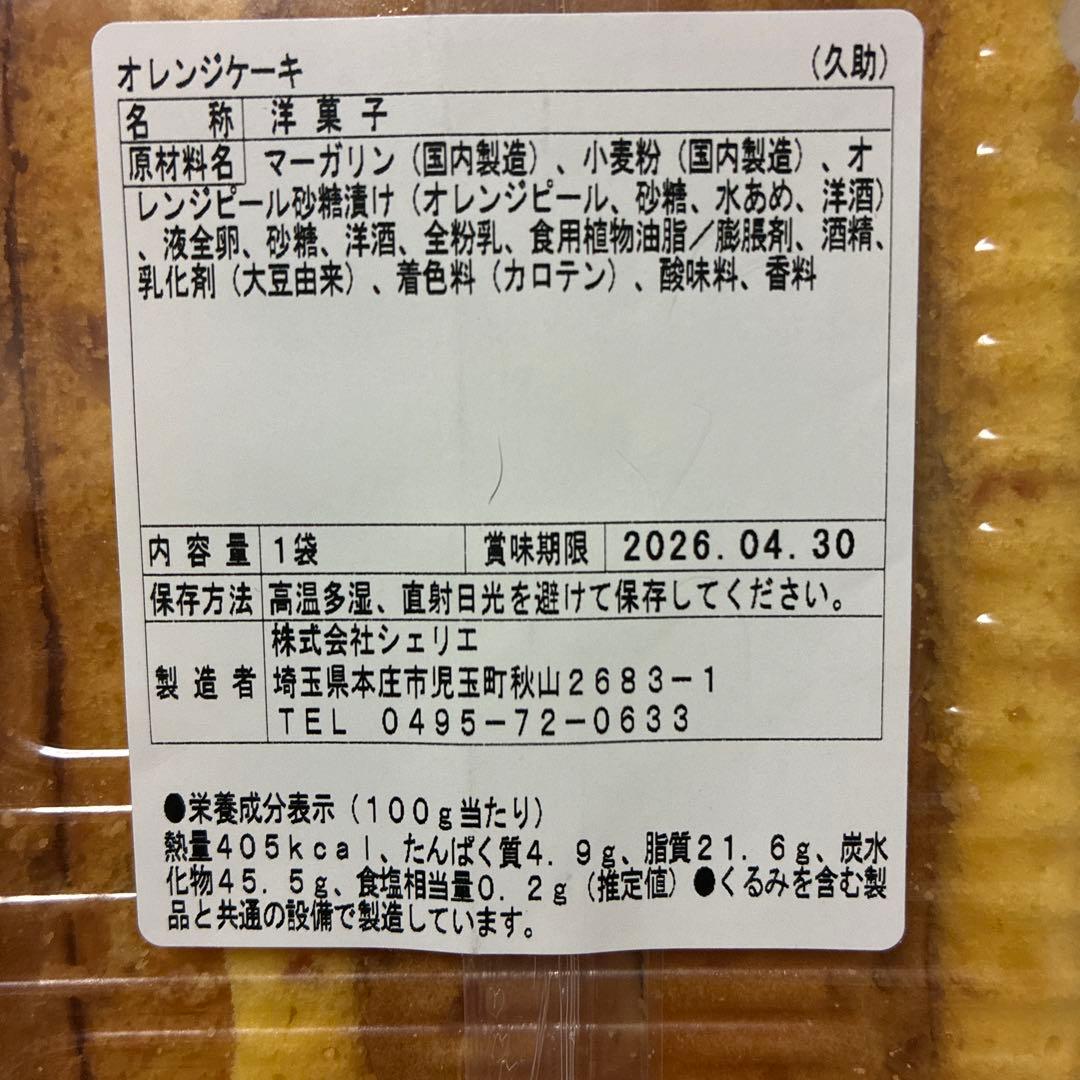 オレンジケーキ （久助）
名称 洋菓子
原材料名 マーガリン（国内製造）、小麦粉（国内製造）、オ
レンジピール砂糖漬け（オレンジピール、砂糖、水あめ、洋酒）
、液全卵、砂糖、洋酒、全粉乳、食用植物油脂／膨脹剤、酒精、
乳化剤（大豆由来）、着色料（カロテン）、酸味料、香料
内容量 1袋 賞味期限 2026.04.30
保存方法 高温多湿、直射日光を避けて保存してください。
株式会社シェリエ
製造者 埼玉県本庄市児玉町秋山２６８３－１
ＴＥＬ ０４９５－７２－０６３３
●栄養成分表示（１００ｇ当たり）
熱量４０５ｋｃａｌ、たんぱく質４．９ｇ、脂質２１．６ｇ、炭水
化物４５．５ｇ、食塩相当量０．２ｇ（推定値）●くるみを含む製
品と共通の設備で製造しています。